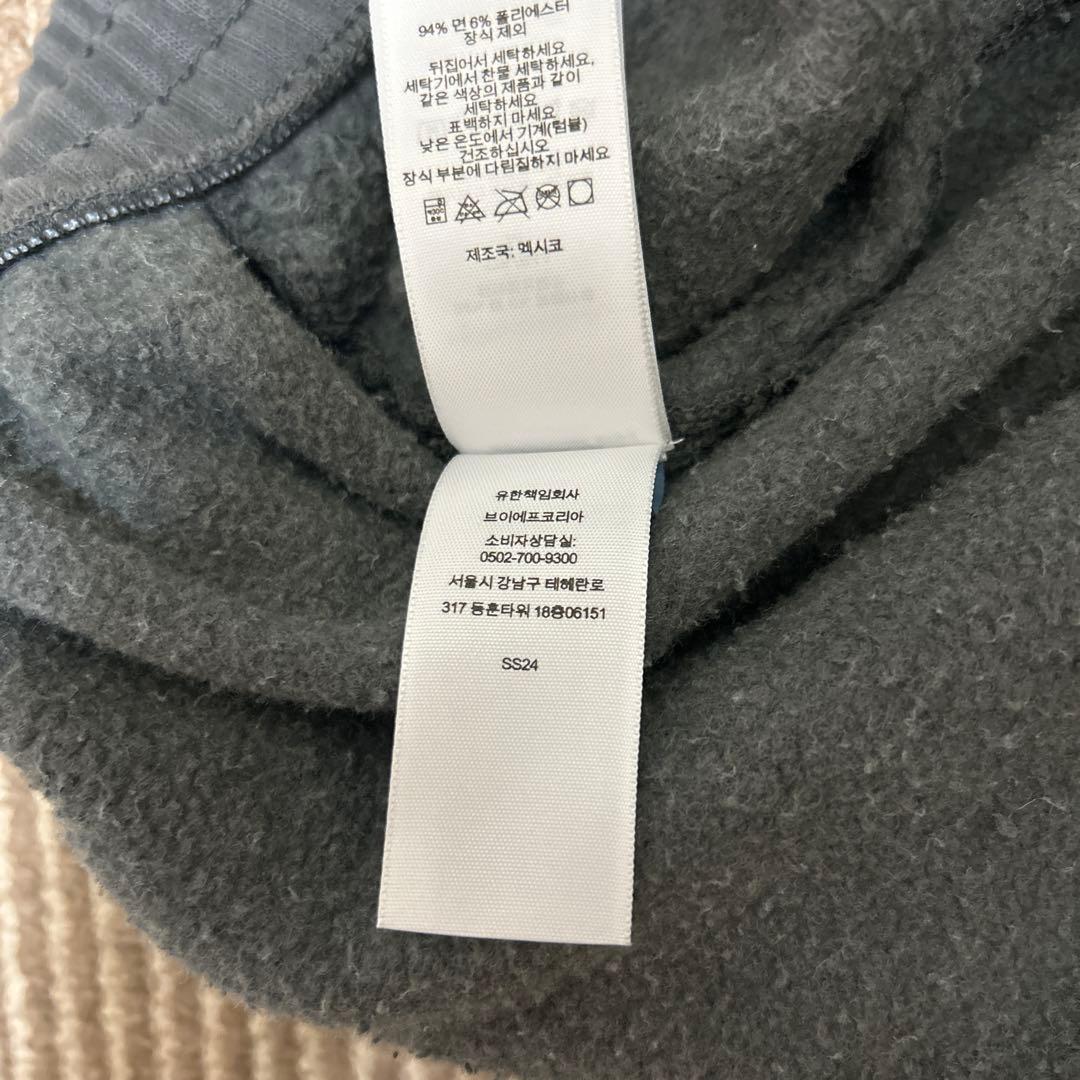 94% 면 6% 폴리에스터
장식 제외
뒤집어서 세탁하세요
세탁기에서 찬물 세탁하세요,
같은 색상의 제품과 같이
세탁하세요
표백하지 마세요
낮은 온도에서 기계(텀블)
건조하십시오
장식 부분에 다림질하지 마세요
제조국: 멕시코
유한책임회사
브이에프코리아
소비자상담실:
0502-700-9300
서울시 강남구 테헤란로
317 동훈타워 18층06151
SS24